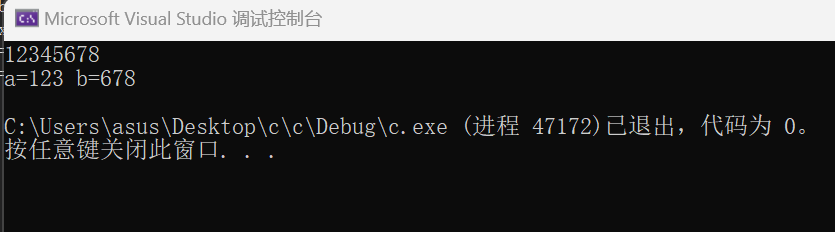 Microsoft Visual Studio 调试控制台
12345678
a=123 b=678
C:\Users\asus\Desktop\c\c\Debug\c.exe (进程 47172)已退出，代码为 0。
按任意键关闭此窗口. . .